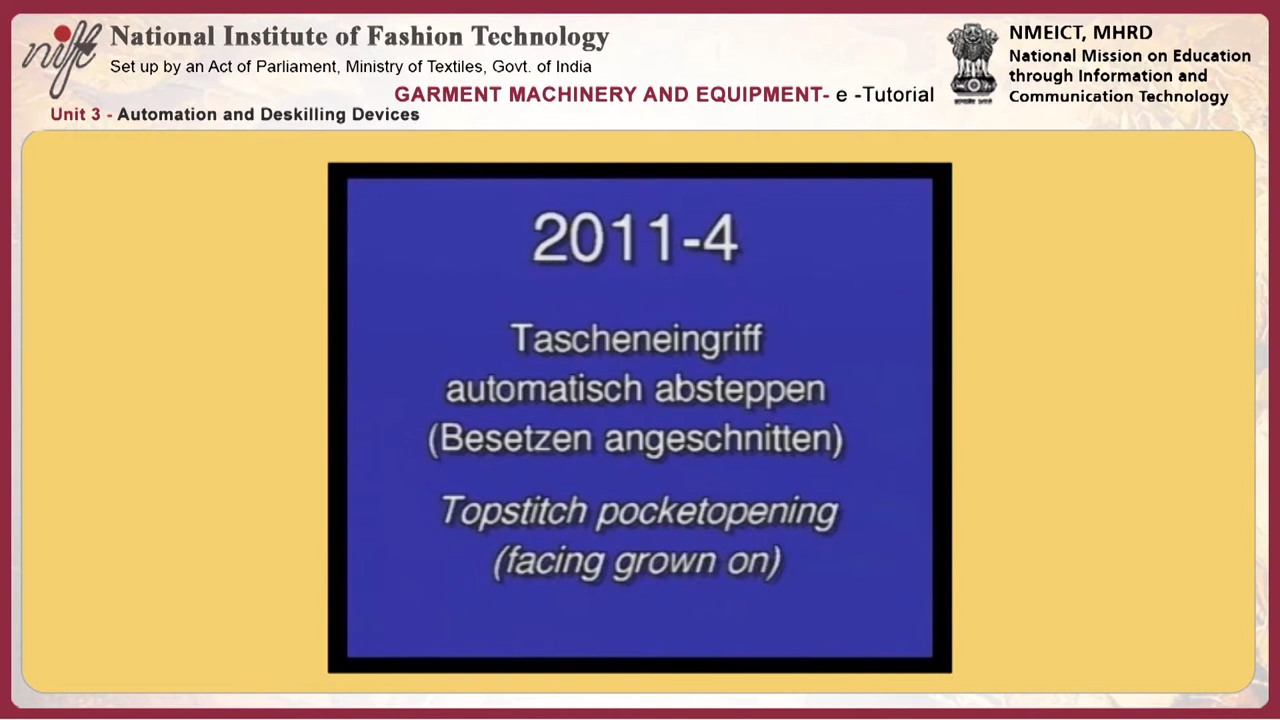 nift
National Institute of Fashion Technology
Set up by an Act of Parliament, Ministry of Textiles, Govt. of India
GARMENT MACHINERY AND EQUIPMENT- e -Tutorial
Unit 3 - Automation and Deskilling Devices
NMEICT, MHRD
National Mission on Education
through Information and
Communication Technology
2011-4
Tascheneingriff
automatisch absteppen
(Besetzen angeschnitten)
Topstitch pocketopening
(facing grown on)